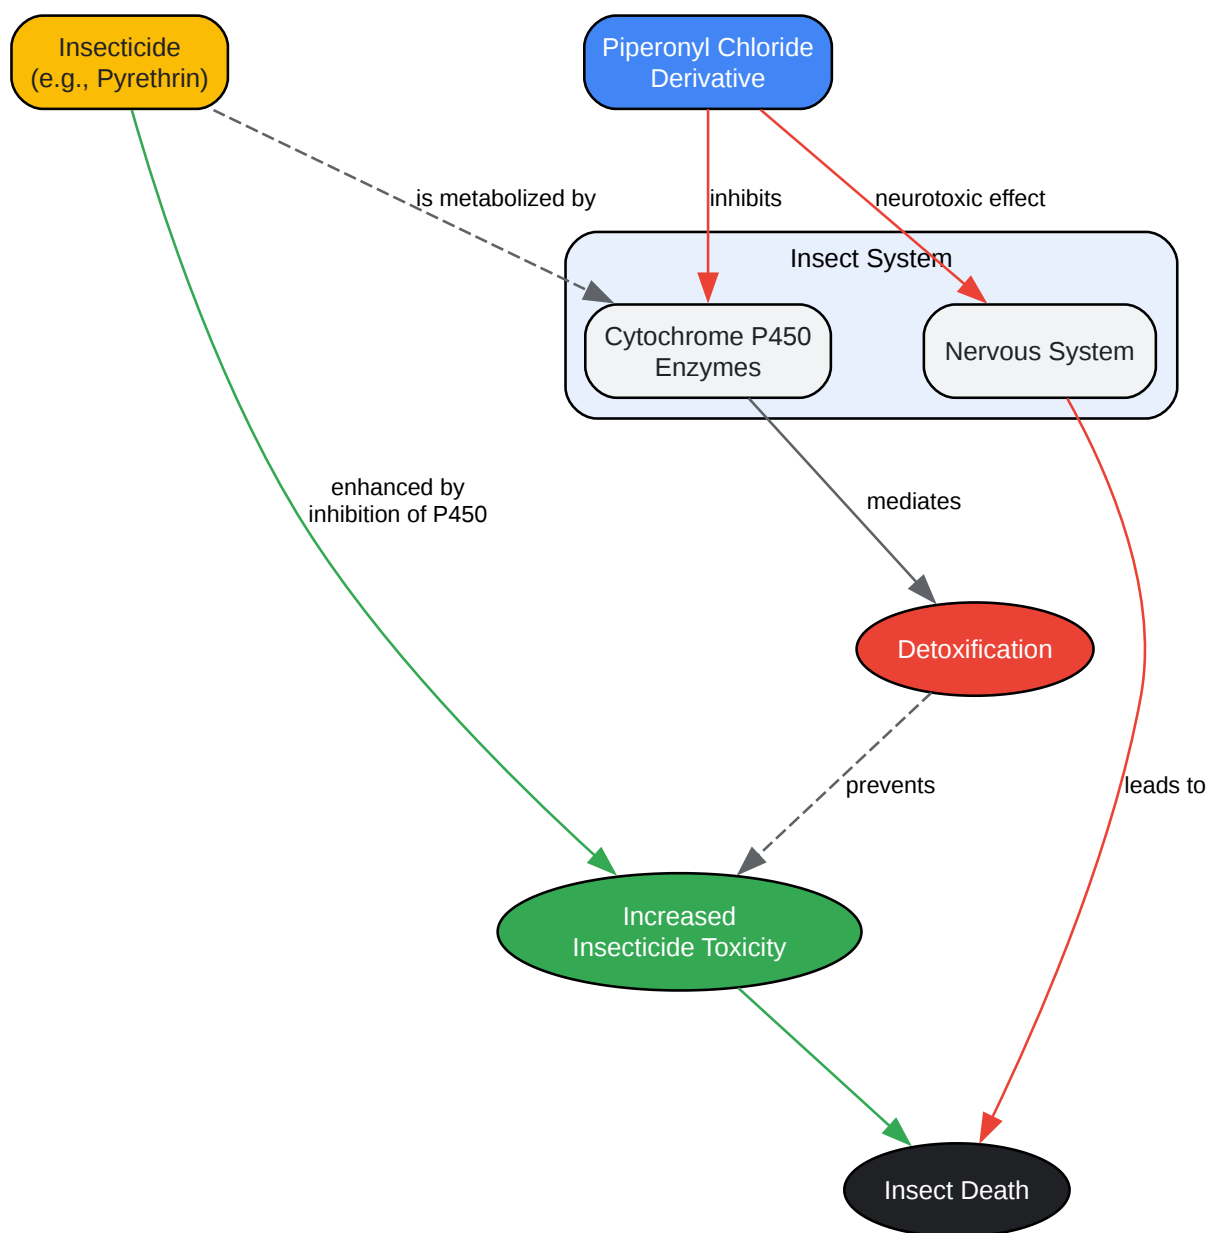 Insecticide
(e.g., Pyrethrin)
Piperonyl Chloride
Derivative
is metabolized by
inhibits
neurotoxic effect
Insect System
Cytochrome P450
Enzymes
Nervous System
enhanced by
inhibition of P450
mediates
Detoxification
prevents
leads to
Increased
Insecticide Toxicity
Insect Death